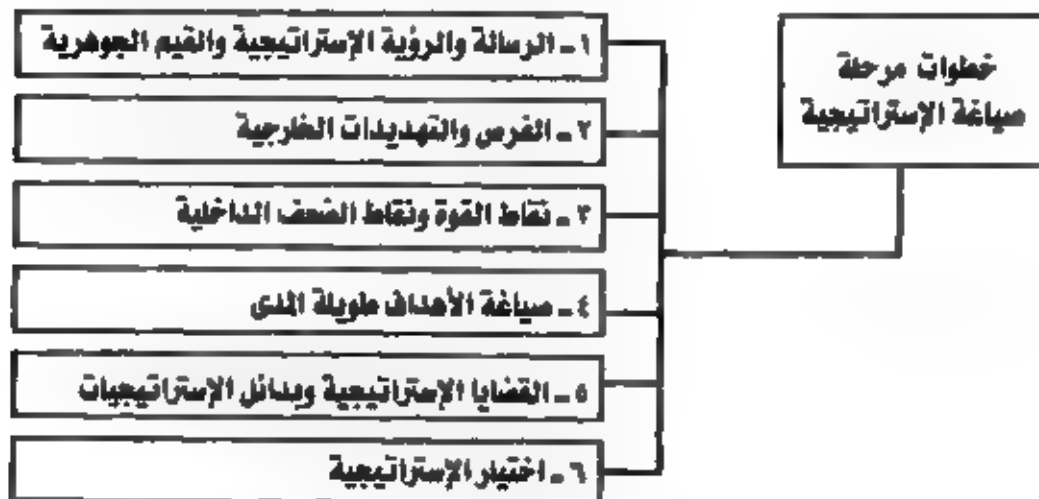 خطوات مرحلة
صياغة الإستراتيجية
١ - الرسالة والرؤية الإستراتيجية والقيم الجوهرية
٢ - الفرص والتهديدات الخارجية
٣ - نقاط القوة ونقاط الضعف الداخلية
٤ - صياغة الأهداف طويلة المدى
٥ - القضايا الإستراتيجية وبدائل الإستراتيجيات
٦ - اختيار الإستراتيجية